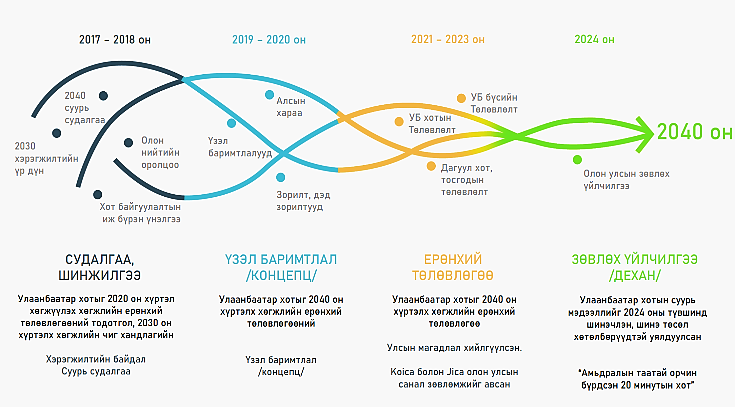 2017 – 2018 он
2019 – 2020 он
2021 – 2023 он
2024 он
2040
суурь
судалгаа
2030
хэрэгжилтийн
үр дүн
Олон
нийтийн
оролцоо
Хот байгуулалтын
иж бүрэн үнэлгээ
Алсын
хараа
Үзэл
баримтлалууд
Зорилт, дэд
зорилтууд
УБ хотын
Төлөвлөлт
УБ бүсийн
Төлөвлөлт
Дагуул хот,
тосгодын
төлөвлөлт
Олон улсын зөвлөх
үйлчилгээ
2040 он
СУДАЛГАА,
ШИНЖИЛГЭЭ
Улаанбаатар хотыг 2020 он хүртэл
хөгжүүлэх хөгжлийн ерөнхий
төлөвлөгөөний тодотгол, 2030 он
хүртэлх хөгжлийн чиг хандлагийн
Хэрэгжилтийн байдал
Суурь судалгаа
ҮЗЭЛ БАРИМТЛАЛ
/КОНЦЕПЦ/
Улаанбаатар хотыг 2040 он
хүртэлх хөгжлийн ерөнхий
төвлөвлөгөөний
Үзэл баримтлал
/концепц/
ЕРӨНХИЙ
ТӨЛӨВЛӨГӨӨ
Улаанбаатар хотыг 2040 он
хүртэлх хөгжлийн ерөнхий
төвлөвлөгөө
Улсын магадлал хийлгүүлсэн.
Koica болон Jica олон улсын
санал зөвлөмжийг авсан
ЗӨВЛӨХ ҮЙЛЧИЛГЭЭ
/ДЕХАН/
Улаанбаатар хотын суурь
мэдээллийг 2024 оны түвшинд
шинэчлэн, шинэ төсөл
хөтөлбөрүүдтэй уялдуулсан
“Амьдралын таатай орчин
бүрдсэн 20 минутын хот”